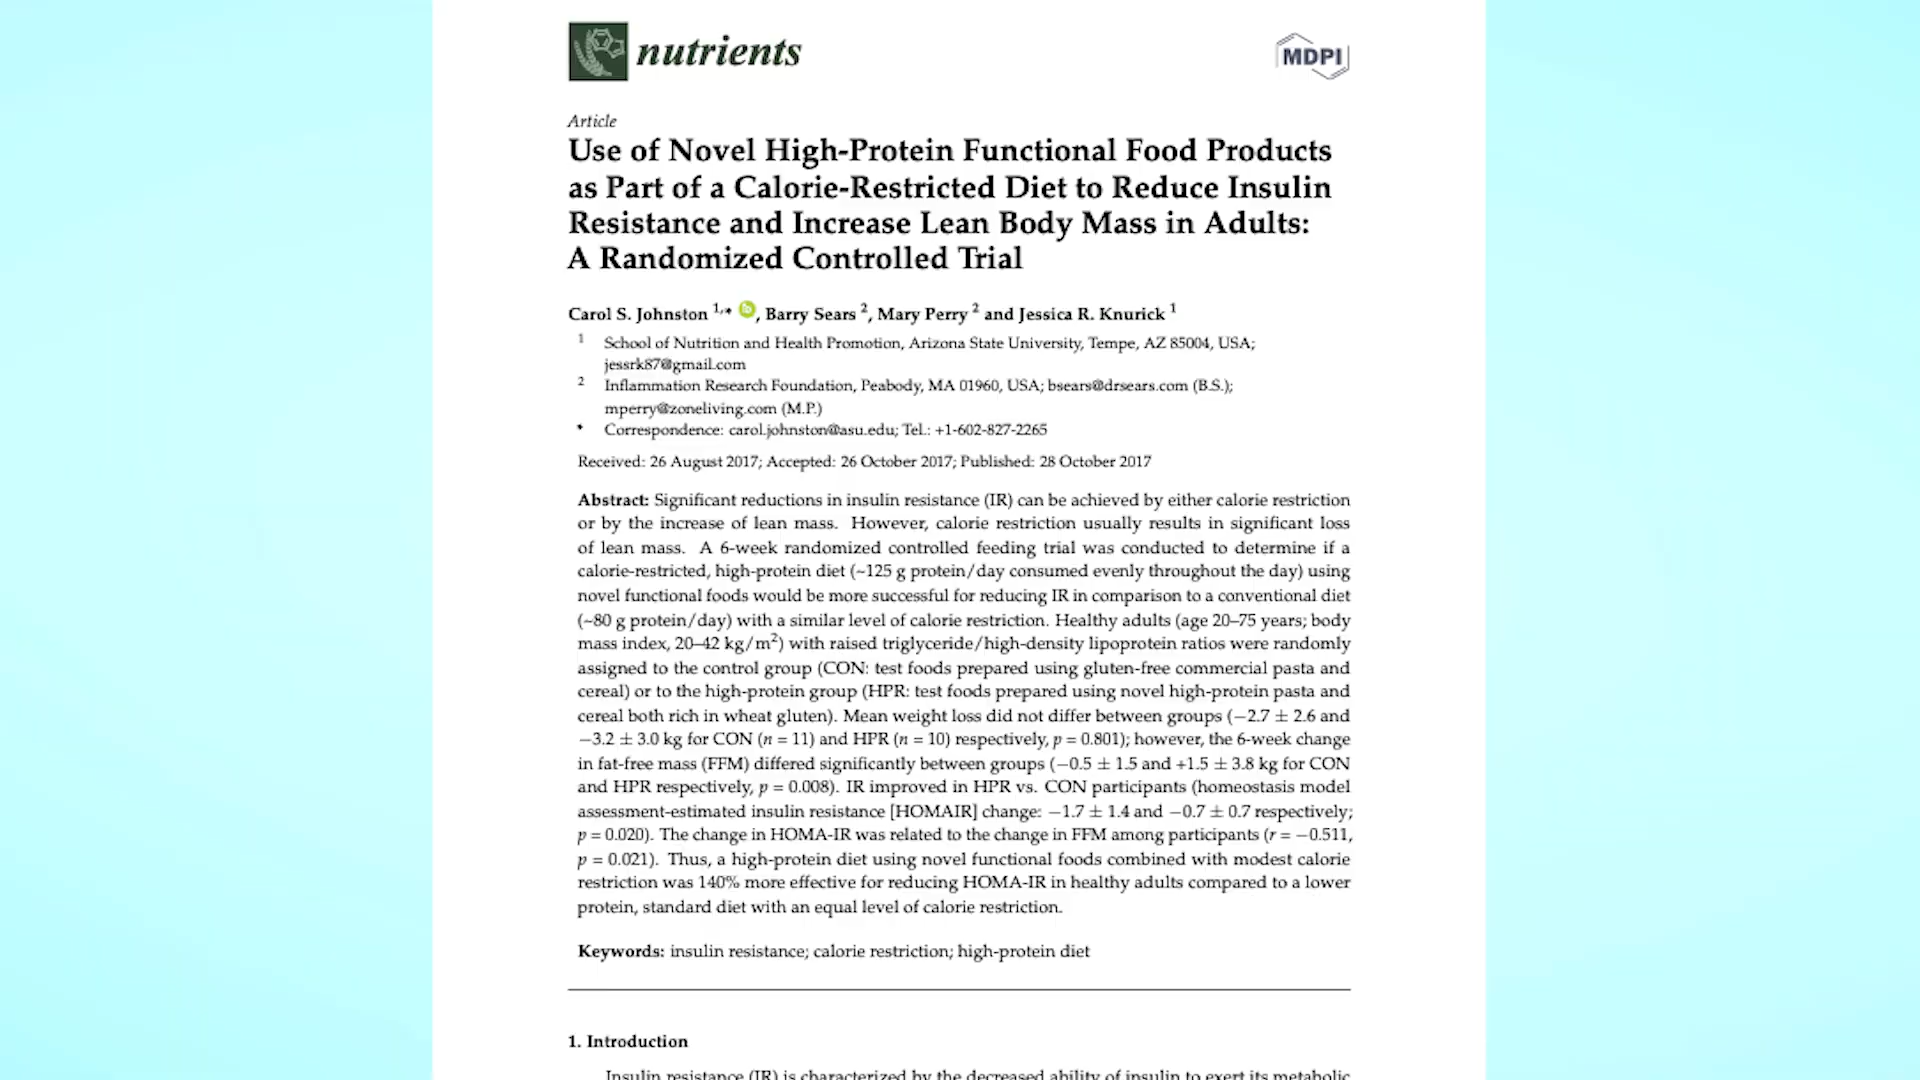 nutrients
MDPI
Article
Use of Novel High-Protein Functional Food Products
as Part of a Calorie-Restricted Diet to Reduce Insulin
Resistance and Increase Lean Body Mass in Adults:
A Randomized Controlled Trial
Carol S. Johnston 1,* iD, Barry Sears 2, Mary Perry 2 and Jessica R. Knurick 1
1 School of Nutrition and Health Promotion, Arizona State University, Tempe, AZ 85004, USA;
jessrk87@gmail.com
2 Inflammation Research Foundation, Peabody, MA 01960, USA; bsears@drsears.com (B.S.);
mperry@zoneliving.com (M.P.)
* Correspondence: carol.johnston@asu.edu; Tel.: +1-602-827-2265
Received: 26 August 2017; Accepted: 26 October 2017; Published: 28 October 2017
Abstract: Significant reductions in insulin resistance (IR) can be achieved by either calorie restriction
or by the increase of lean mass. However, calorie restriction usually results in significant loss
of lean mass. A 6-week randomized controlled feeding trial was conducted to determine if a
calorie-restricted, high-protein diet (~125 g protein/day consumed evenly throughout the day) using
novel functional foods would be more successful for reducing IR in comparison to a conventional diet
(~80 g protein/day) with a similar level of calorie restriction. Healthy adults (age 20–75 years; body
mass index, 20–42 kg/m2) with raised triglyceride/high-density lipoprotein ratios were randomly
assigned to the control group (CON: test foods prepared using gluten-free commercial pasta and
cereal) or to the high-protein group (HPR: test foods prepared using novel high-protein pasta and
cereal both rich in wheat gluten). Mean weight loss did not differ between groups (−2.7 ± 2.6 and
−3.2 ± 3.0 kg for CON (n = 11) and HPR (n = 10) respectively, p = 0.801); however, the 6-week change
in fat-free mass (FFM) differed significantly between groups (−0.5 ± 1.5 and +1.5 ± 3.8 kg for CON
and HPR respectively, p = 0.008). IR improved in HPR vs. CON participants (homeostasis model
assessment-estimated insulin resistance [HOMAIR] change: −1.7 ± 1.4 and −0.7 ± 0.7 respectively;
p = 0.020). The change in HOMA-IR was related to the change in FFM among participants (r = −0.511,
p = 0.021). Thus, a high-protein diet using novel functional foods combined with modest calorie
restriction was 140% more effective for reducing HOMA-IR in healthy adults compared to a lower
protein, standard diet with an equal level of calorie restriction.
Keywords: insulin resistance; calorie restriction; high-protein diet
1. Introduction
Insulin resistance (IR) is characterized by the decreased ability of insulin to exert its metabolic